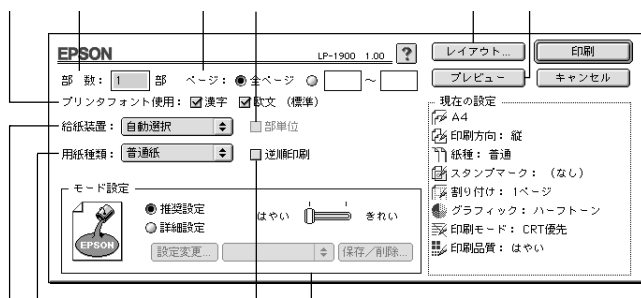 EPSON LP-1900 1.00 ? レイアウト... 印刷
部 数: 1 部 ページ: 全ページ ～ プレビュー キャンセル
プリンタフォント使用: 漢字 欧文 (標準)
給紙装置: 自動選択 部単位
用紙種類: 普通紙 逆順印刷
モード設定
EPSON
推奨設定 はやい きれい
詳細設定
設定変更... 保存／削除...
現在の設定
A4
印刷方向: 縦
紙種: 普通
スタンプマーク: (なし)
割り付け: 1ページ
グラフィック: ハーフトーン
印刷モード: CRT優先
印刷品質: はやい